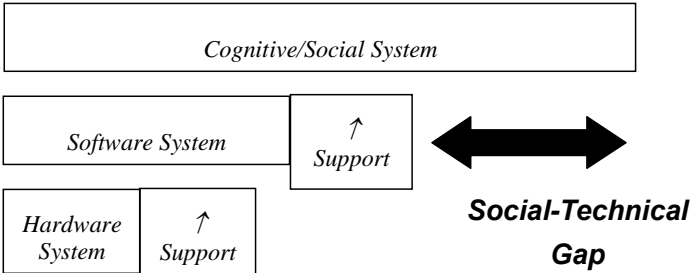 Cognitive/Social System
Software System
↑
Support
Hardware
System
↑
Support
Social-Technical
Gap